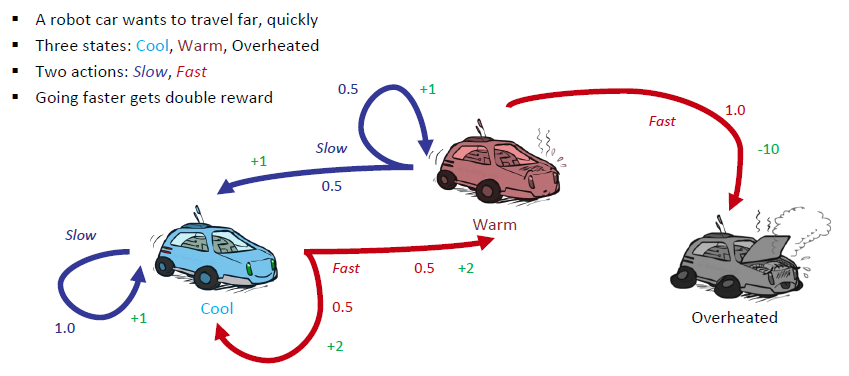 ▪ A robot car wants to travel far, quickly
▪ Three states: Cool, Warm, Overheated
▪ Two actions: Slow, Fast
▪ Going faster gets double reward
0.5
+1
1.0
Fast
-10
Slow
+1
0.5
Warm
Slow
Fast
0.5
+2
Cool
0.5
Overheated
+1
1.0
+2